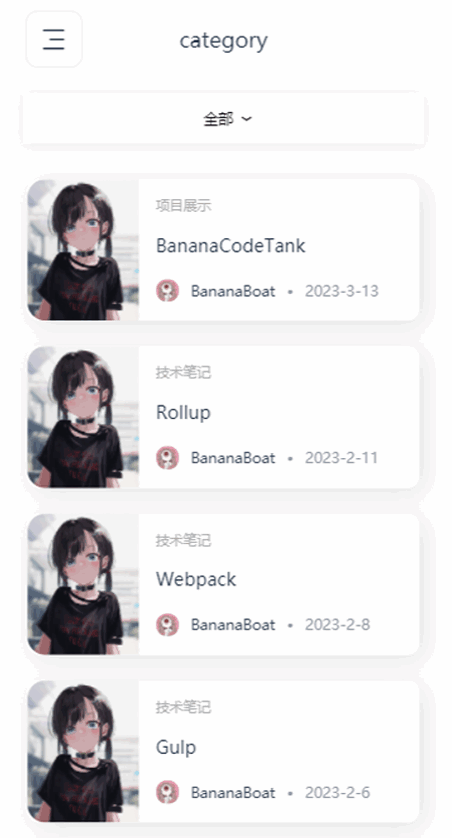 category
全部
项目展示
BananaCodeTank
BananaBoat • 2023-3-13
技术笔记
Rollup
BananaBoat • 2023-2-11
技术笔记
Webpack
BananaBoat • 2023-2-8
技术笔记
Gulp
BananaBoat • 2023-2-6